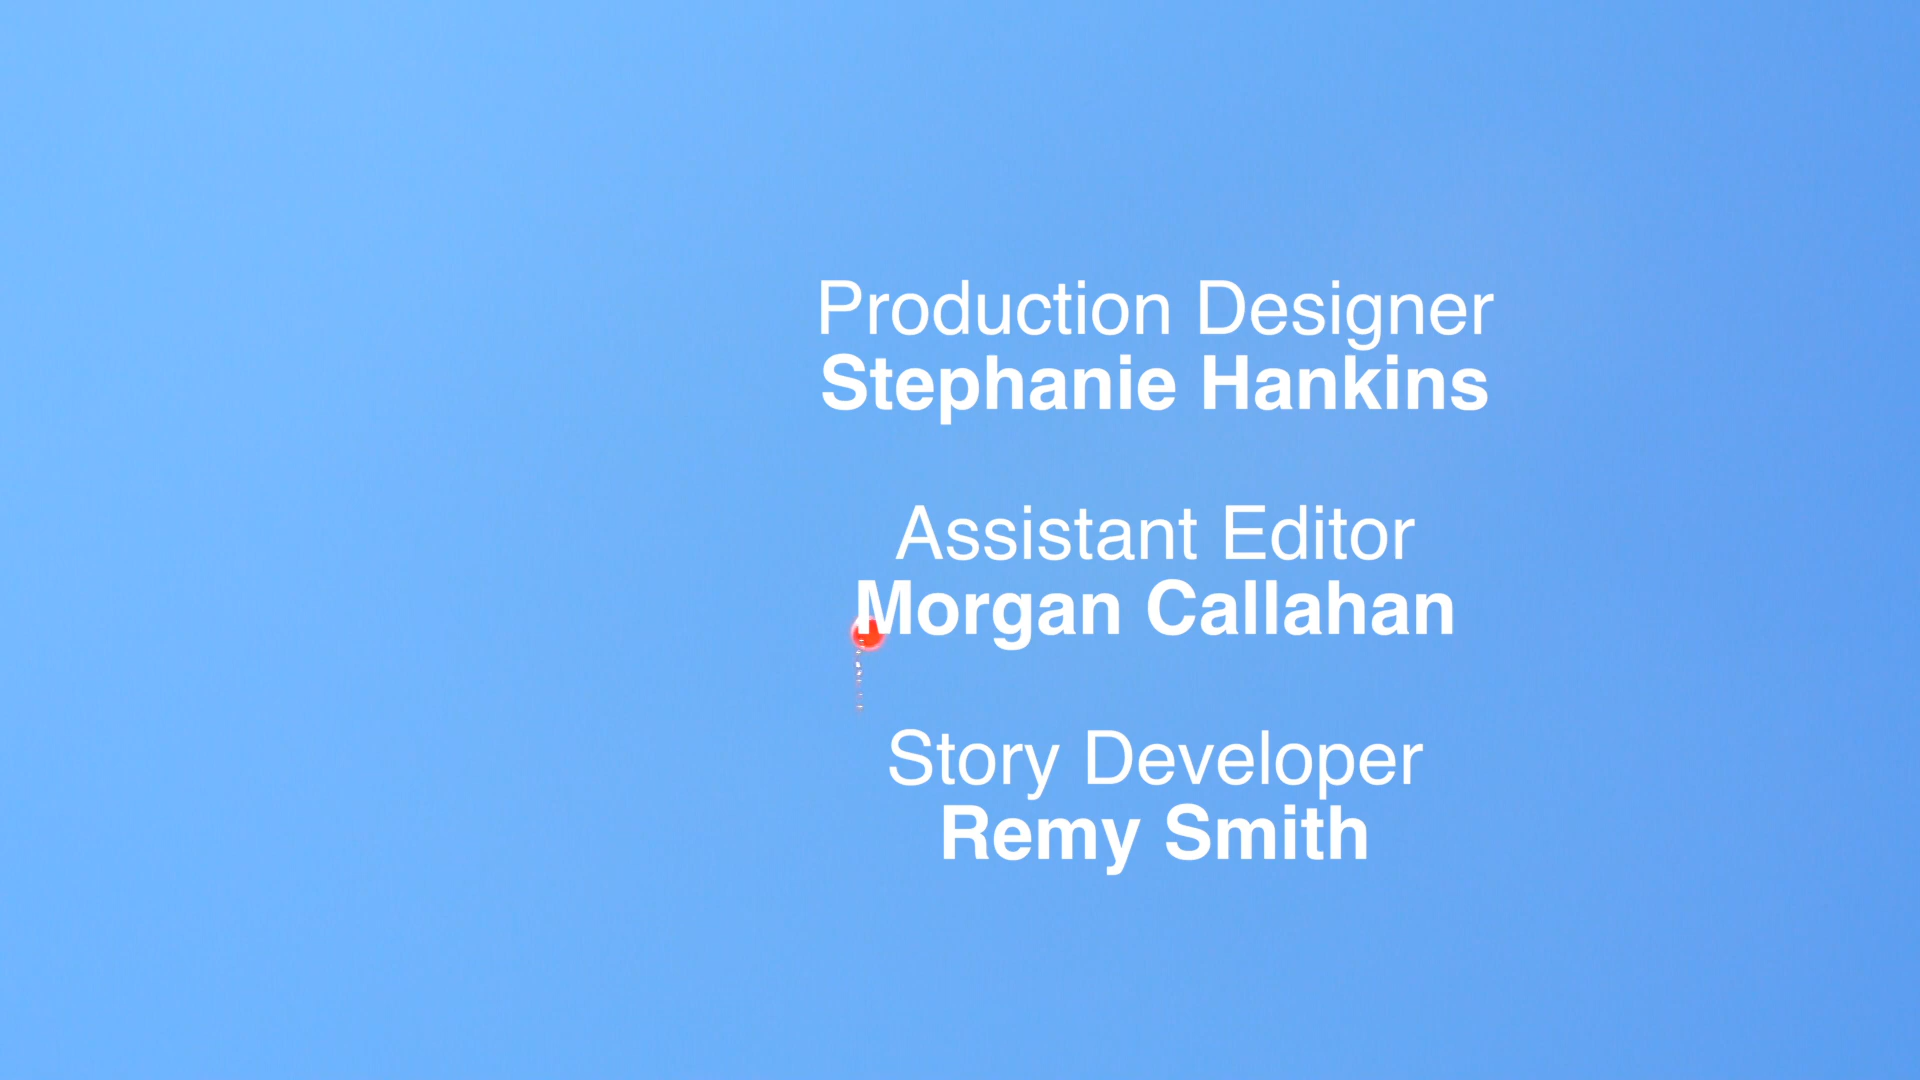 Production Designer
Stephanie Hankins
Assistant Editor
Morgan Callahan
Story Developer
Remy Smith